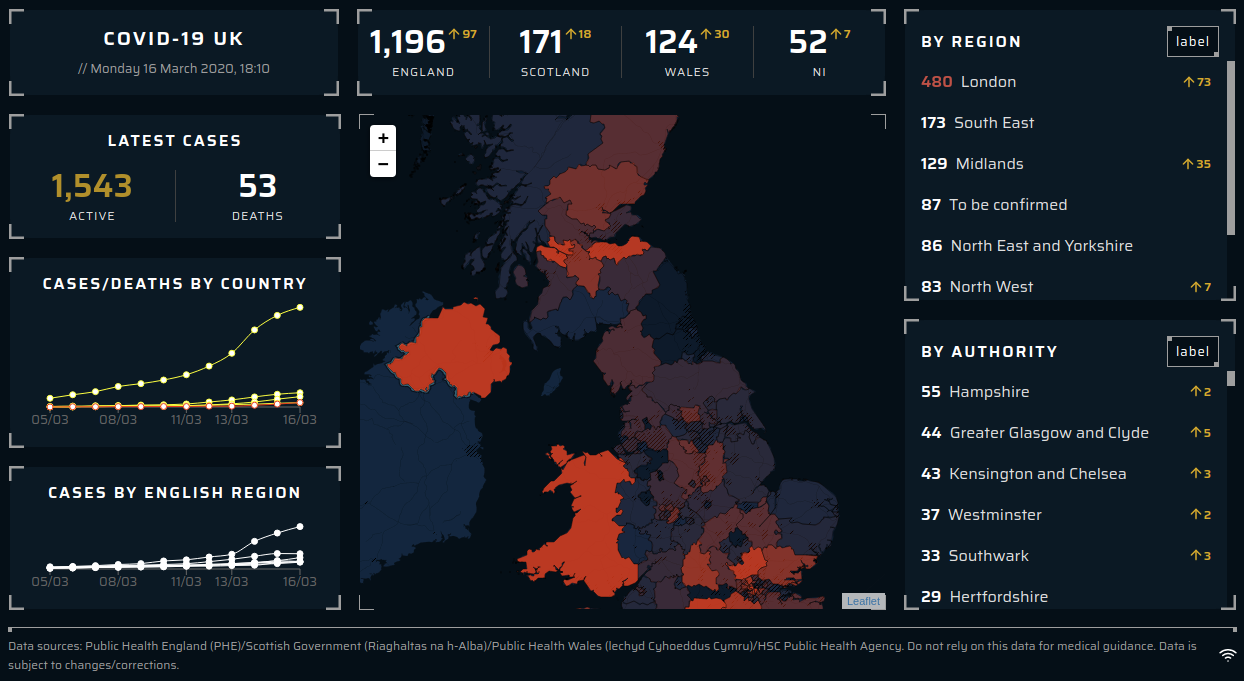 COVID-19 UK
// Monday 16 March 2020, 18:10
1,196 ↑ 97
ENGLAND
171 ↑ 18
SCOTLAND
124 ↑ 30
WALES
52 ↑ 7
NI
LATEST CASES
1,543
ACTIVE
53
DEATHS
CASES/DEATHS BY COUNTRY
05/03 08/03 11/03 13/03 16/03
CASES BY ENGLISH REGION
05/03 08/03 11/03 13/03 16/03
+
−
Leaflet
BY REGION
label
480 London ↑ 73
173 South East
129 Midlands ↑ 35
87 To be confirmed
86 North East and Yorkshire
83 North West ↑ 7
BY AUTHORITY
label
55 Hampshire ↑ 2
44 Greater Glasgow and Clyde ↑ 5
43 Kensington and Chelsea ↑ 3
37 Westminster ↑ 2
33 Southwark ↑ 3
29 Hertfordshire
Data sources: Public Health England (PHE)/Scottish Government (Riaghaltas na h-Alba)/Public Health Wales (Iechyd Cyhoeddus Cymru)/HSC Public Health Agency. Do not rely on this data for medical guidance. Data is
subject to changes/corrections.